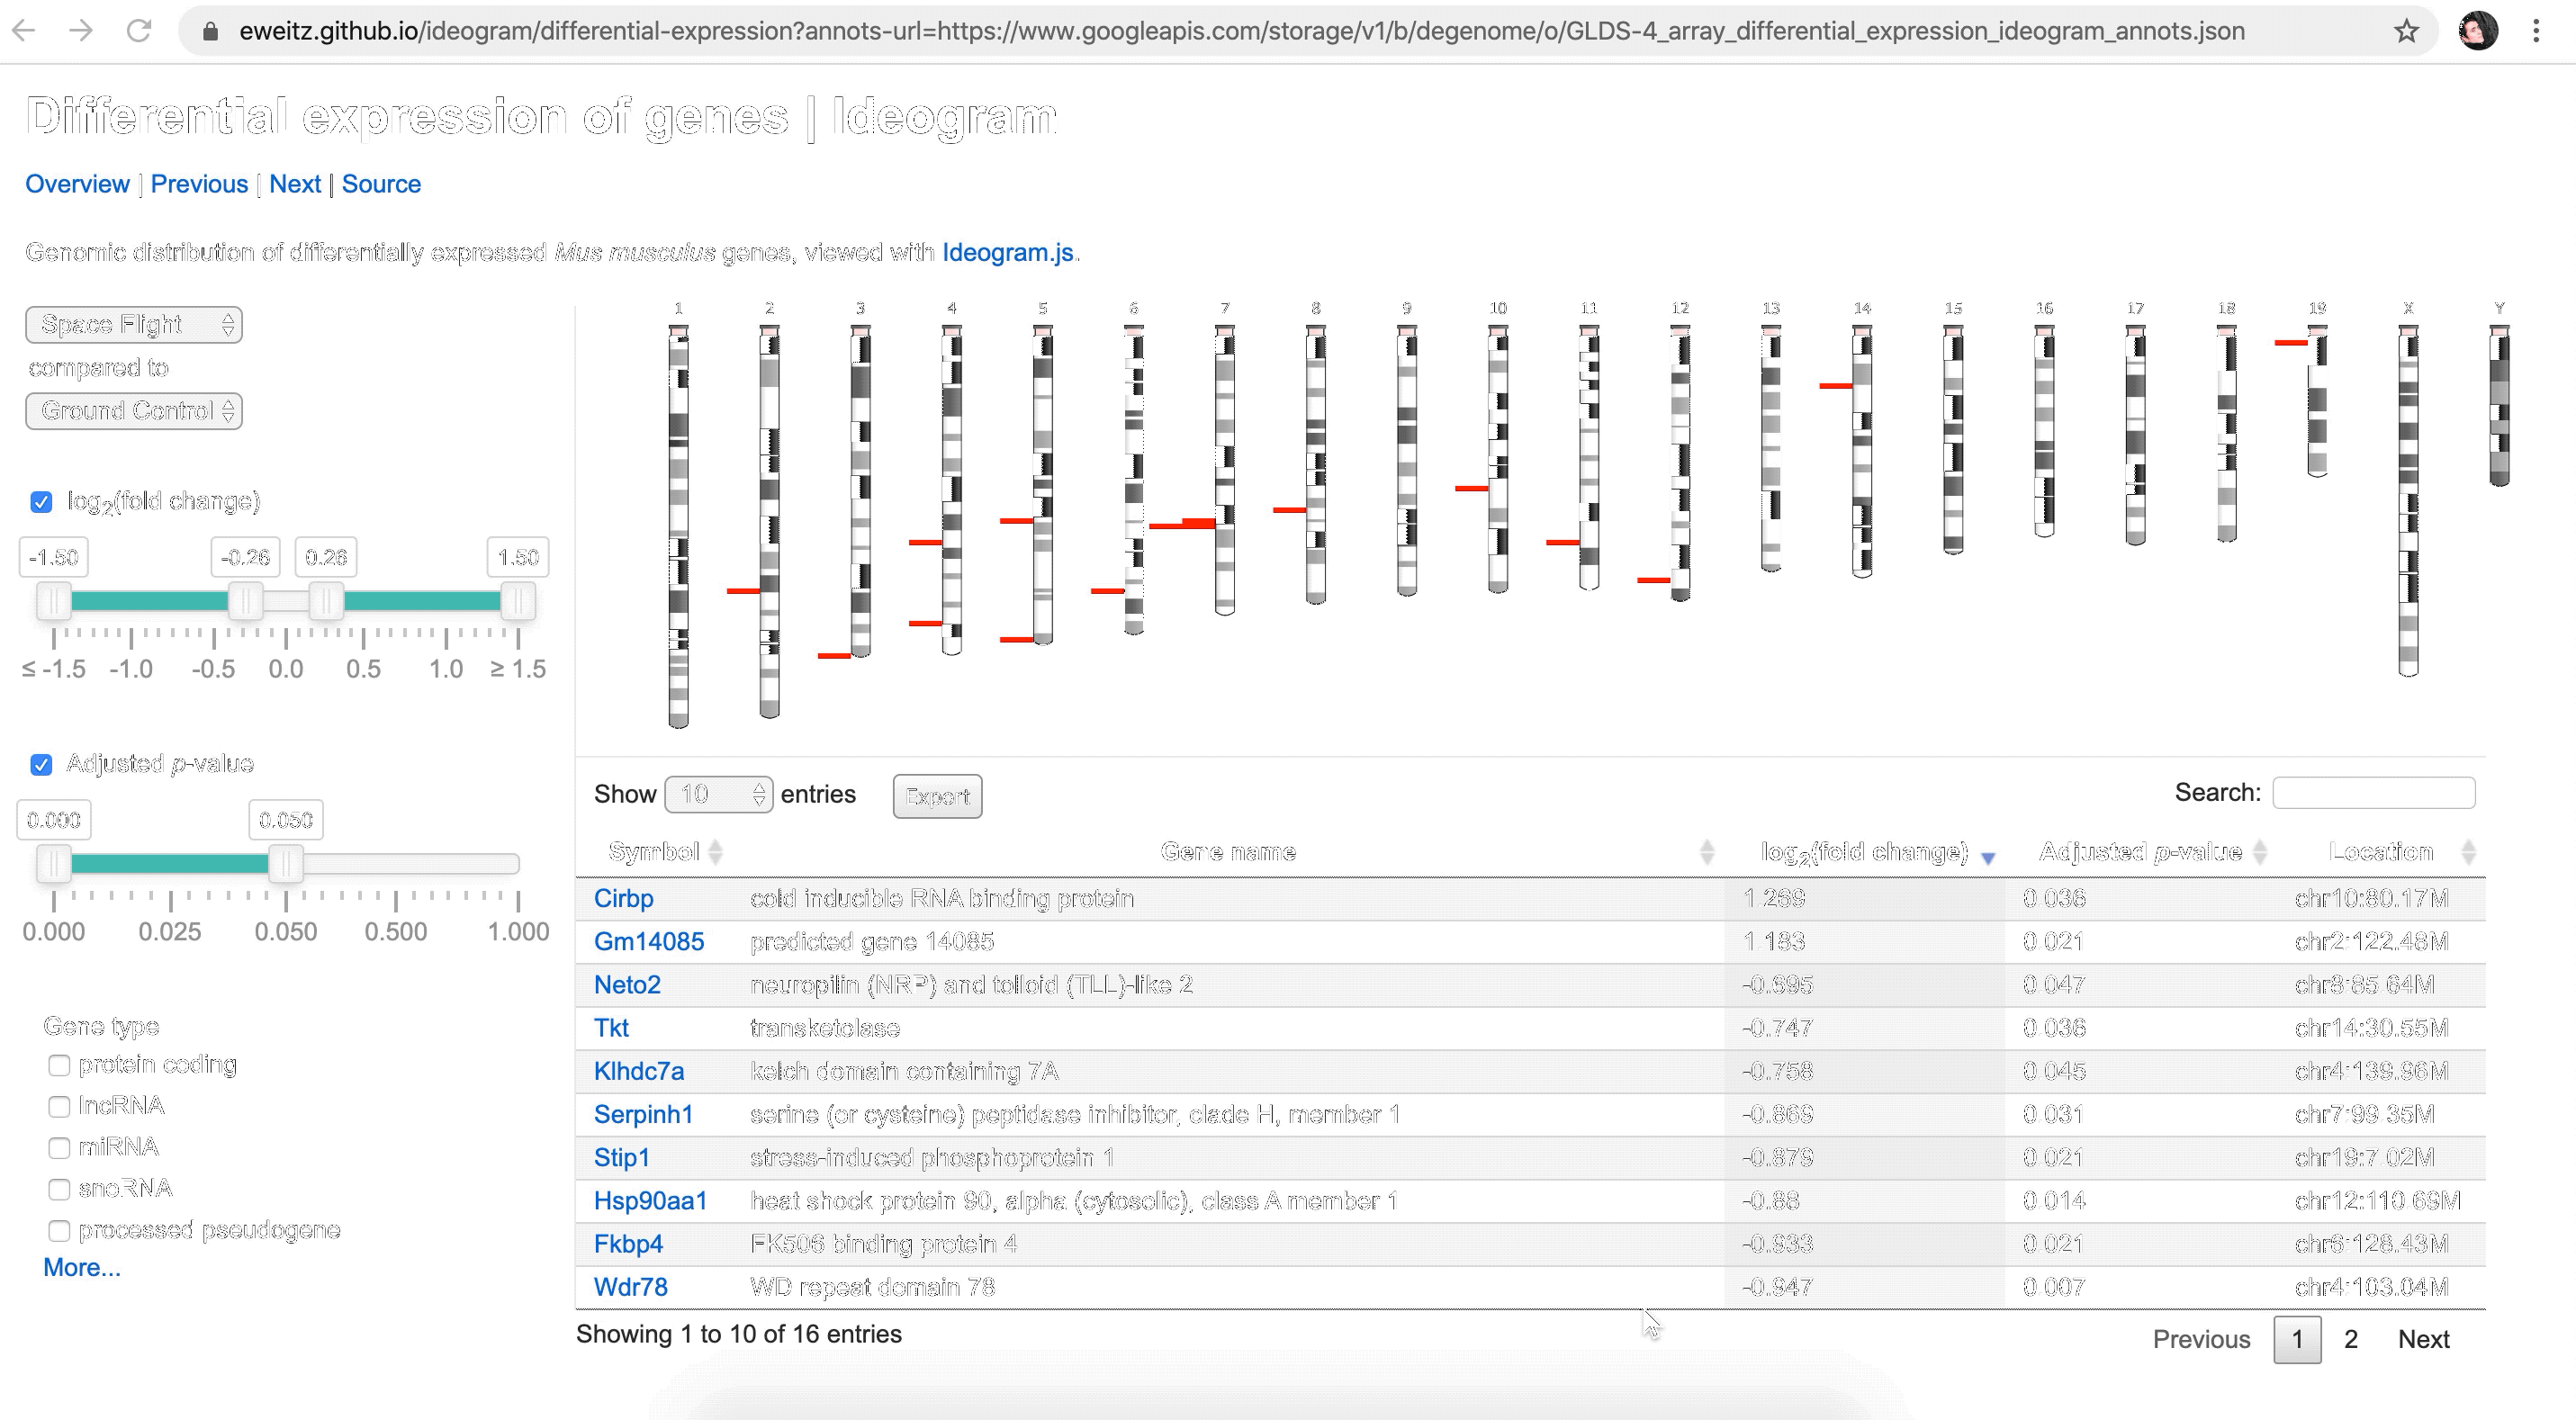 eweitz.github.io/ideogram/differential-expression?annots-url=https://www.googleapis.com/storage/v1/b/degenome/o/GLDS-4_array_differential_expression_ideogram_annots.json
Differential expression of genes | Ideogram
Overview | Previous | Next | Source
Genomic distribution of differentially expressed Mus musculus genes, viewed with Ideogram.js.
Space Flight
compared to
Ground Control
log2(fold change)
-1.50 -0.26 0.26 1.50
≤ -1.5 -1.0 -0.5 0.0 0.5 1.0 ≥ 1.5
Adjusted p-value
0.000 0.050
0.000 0.025 0.050 0.500 1.000
Gene type
protein coding
lncRNA
miRNA
snoRNA
processed pseudogene
More...
1 2 3 4 5 6 7 8 9 10 11 12 13 14 15 16 17 18 19 X Y
Show 10 entries Export Search:
Symbol Gene name log2(fold change) Adjusted p-value Location
Cirbp cold inducible RNA binding protein 1.269 0.036 chr10:80.17M
Gm14085 predicted gene 14085 1.183 0.021 chr2:122.48M
Neto2 neuropilin (NRP) and tolloid (TLL)-like 2 -0.695 0.047 chr8:85.64M
Tkt transketolase -0.747 0.036 chr14:30.55M
Klhdc7a kelch domain containing 7A -0.758 0.045 chr4:139.96M
Serpinh1 serine (or cysteine) peptidase inhibitor, clade H, member 1 -0.869 0.031 chr7:99.35M
Stip1 stress-induced phosphoprotein 1 -0.879 0.021 chr19:7.02M
Hsp90aa1 heat shock protein 90, alpha (cytosolic), class A member 1 -0.88 0.014 chr12:110.69M
Fkbp4 FK506 binding protein 4 -0.933 0.021 chr6:128.43M
Wdr78 WD repeat domain 78 -0.947 0.007 chr4:103.04M
Showing 1 to 10 of 16 entries Previous 1 2 Next